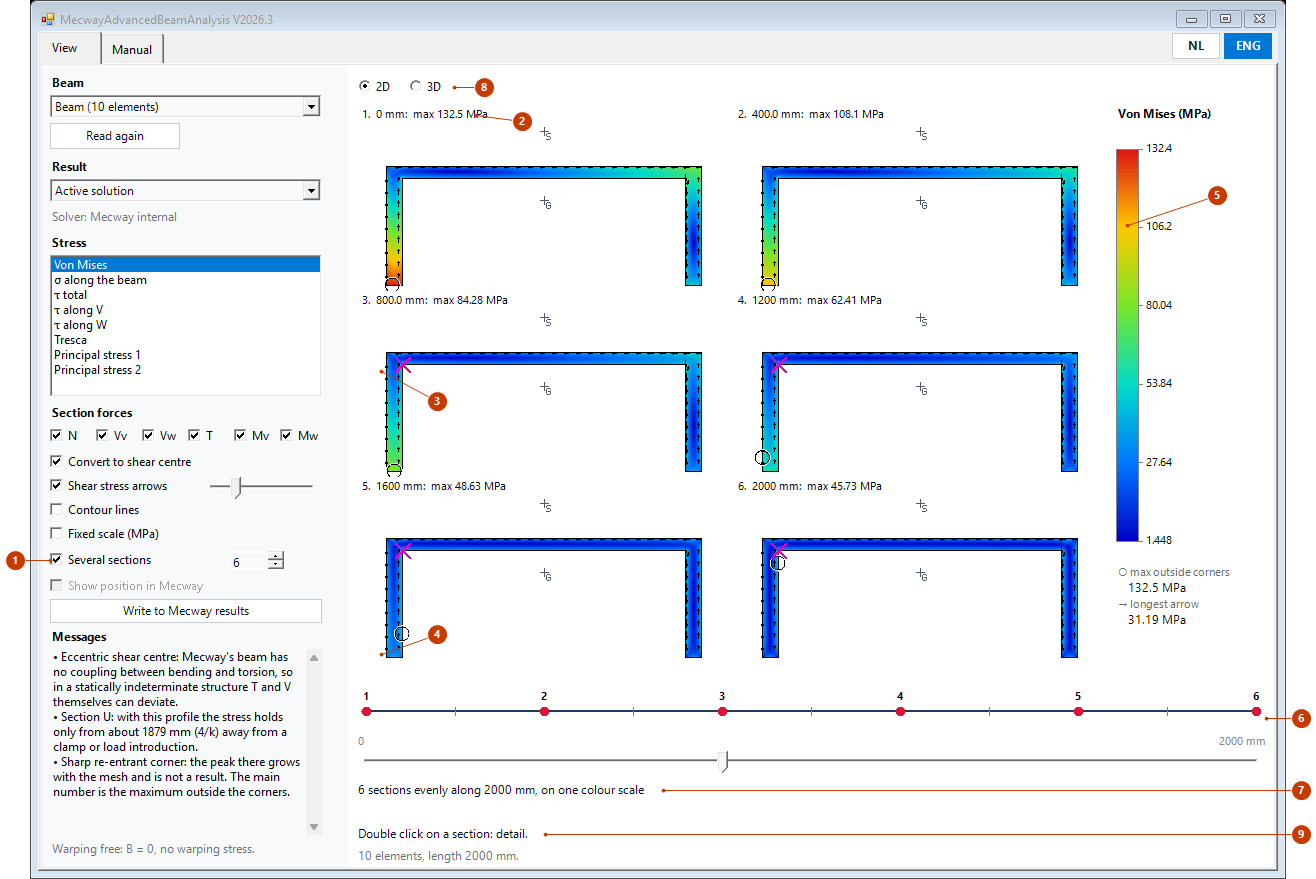 MecwayAdvancedBeamAnalysis V2026.3
View
Manual
NL
ENG
Beam
Beam (10 elements)
Read again
Result
Active solution
Solver: Mecway internal
Stress
Von Mises
σ along the beam
τ total
τ along V
τ along W
Tresca
Principal stress 1
Principal stress 2
Section forces
N
Vv
Vw
T
Mv
Mw
Convert to shear centre
Shear stress arrows
Contour lines
Fixed scale (MPa)
1
Several sections
6
Show position in Mecway
Write to Mecway results
Messages
• Eccentric shear centre: Mecway's beam has
no coupling between bending and torsion, so
in a statically indeterminate structure T and V
themselves can deviate.
• Section U: with this profile the stress holds
only from about 1879 mm (4/k) away from a
clamp or load introduction.
• Sharp re-entrant corner: the peak there grows
with the mesh and is not a result. The main
number is the maximum outside the corners.
Warping free: B = 0, no warping stress.
2D
3D
8
1. 0 mm: max 132.5 MPa
2
S
G
2. 400.0 mm: max 108.1 MPa
S
G
3. 800.0 mm: max 84.28 MPa
S
G
3
4. 1200 mm: max 62.41 MPa
S
G
5. 1600 mm: max 48.63 MPa
S
G
4
6. 2000 mm: max 45.73 MPa
S
G
Von Mises (MPa)
132.4
5
106.2
80.04
53.84
27.64
1.448
max outside corners
132.5 MPa
→ longest arrow
31.19 MPa
1
2
3
4
5
6
6
0
2000 mm
6 sections evenly along 2000 mm, on one colour scale
7
Double click on a section: detail.
9
10 elements, length 2000 mm.